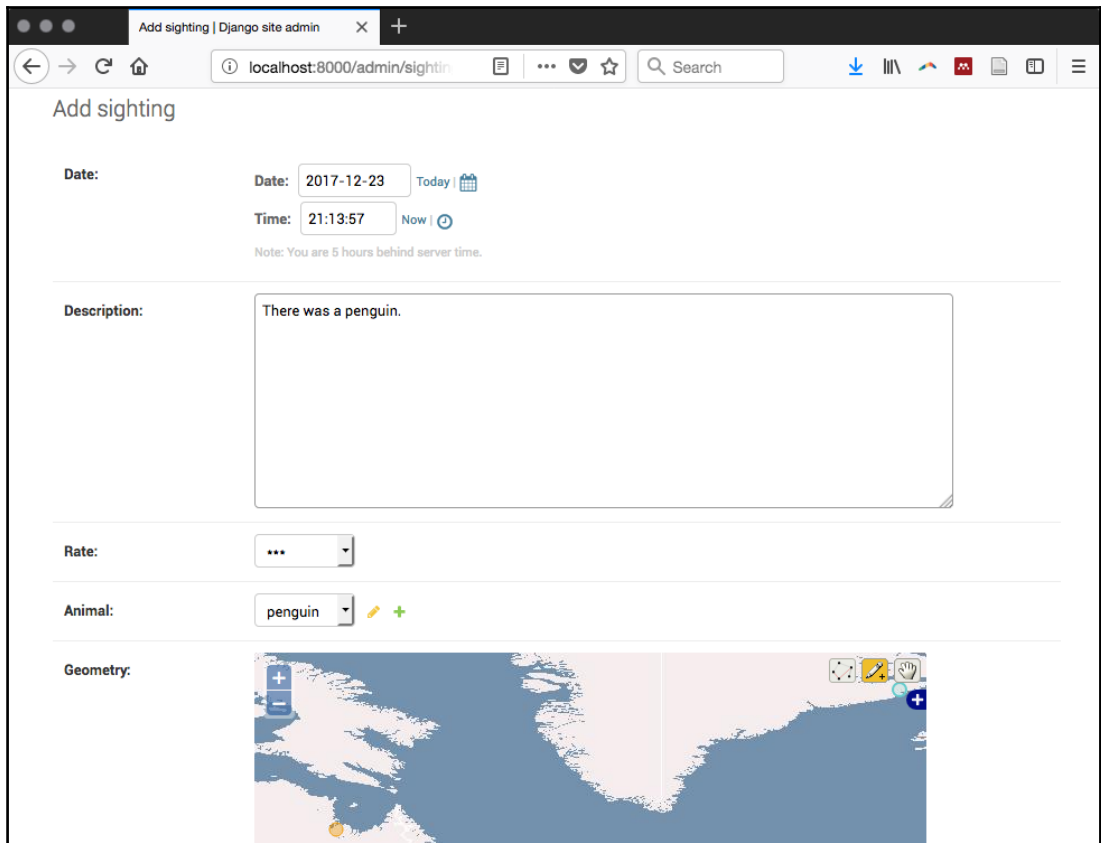 Add sighting | Django site admin
localhost:8000/admin/sightin
Search
Add sighting
Date:
Date: 2017-12-23 Today |
Time: 21:13:57 Now |
Note: You are 5 hours behind server time.
Description:
There was a penguin.
Rate:
***
Animal:
penguin
Geometry: